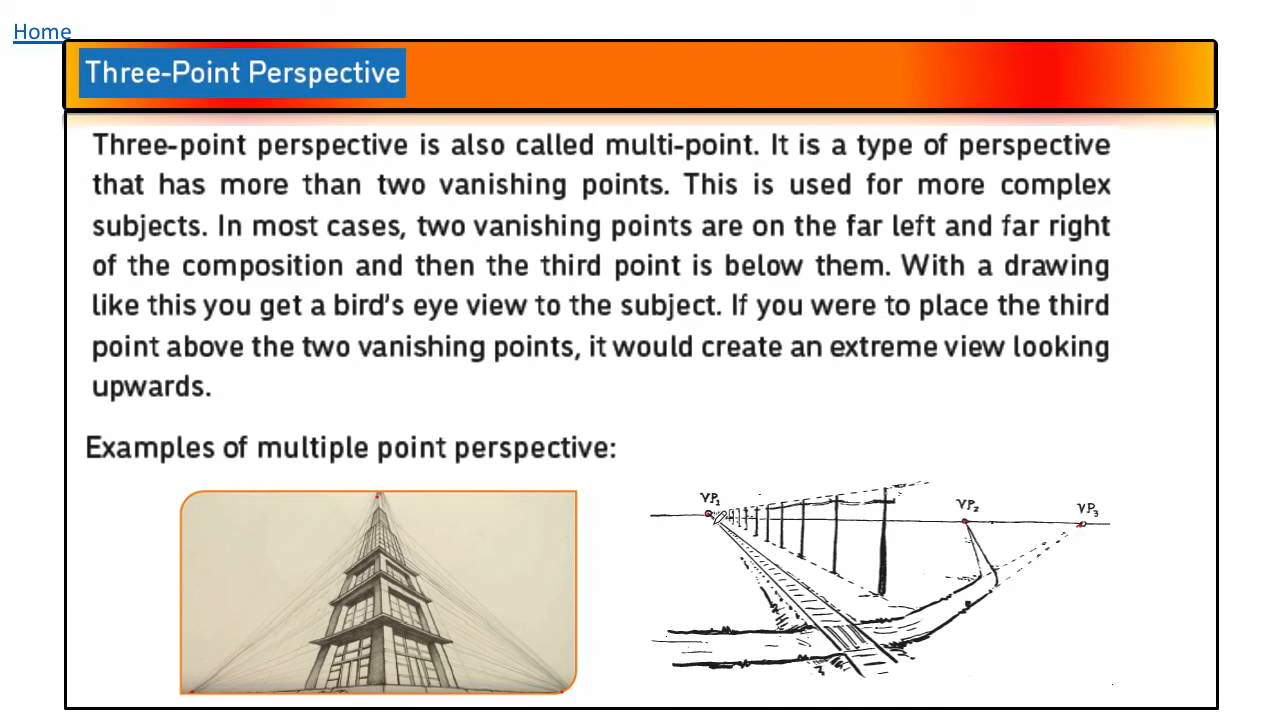 Home
Three-Point Perspective
Three-point perspective is also called multi-point. It is a type of perspective
that has more than two vanishing points. This is used for more complex
subjects. In most cases, two vanishing points are on the far left and far right
of the composition and then the third point is below them. With a drawing
like this you get a bird's eye view to the subject. If you were to place the third
point above the two vanishing points, it would create an extreme view looking
upwards.
Examples of multiple point perspective:
VP1
VP2
VP3